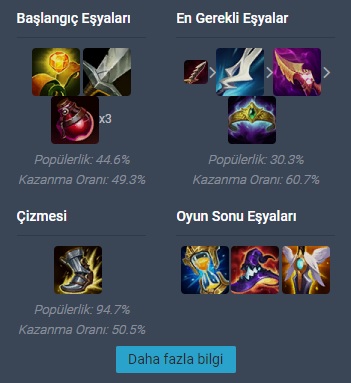 Başlangıç Eşyaları
x3
Popülerlik: 44.6%
Kazanma Oranı: 49.3%
En Gerekli Eşyalar
Popülerlik: 30.3%
Kazanma Oranı: 60.7%
Çizmesi
Popülerlik: 94.7%
Kazanma Oranı: 50.5%
Oyun Sonu Eşyaları
Daha fazla bilgi